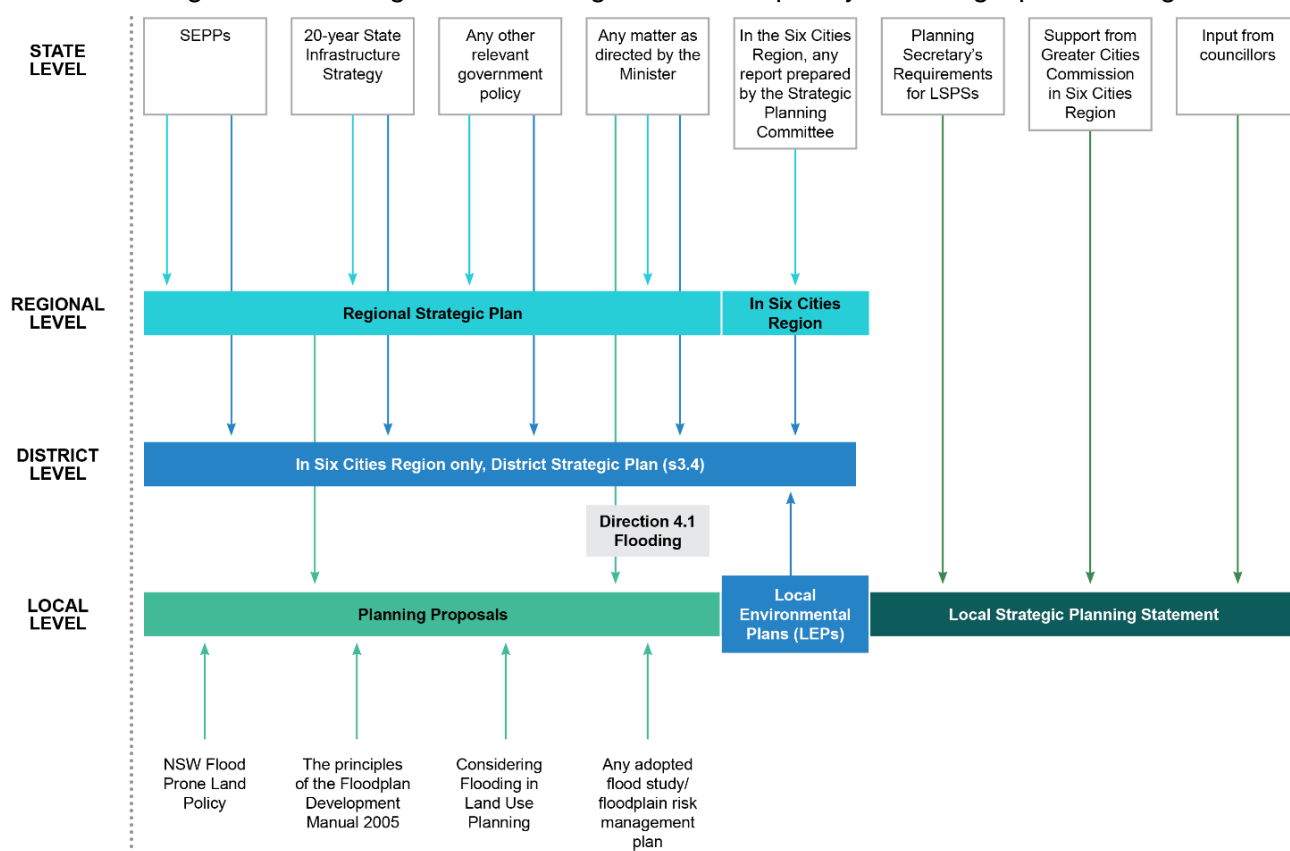 STATE
LEVEL
SEPPs
20-year State
Infrastructure
Strategy
Any other
relevant
government
policy
Any matter as
directed by the
Minister
In the Six Cities
Region, any
report prepared
by the Strategic
Planning
Committee
Planning
Secretary’s
Requirements
for LSPSs
Support from
Greater Cities
Commission
in Six Cities
Region
Input from
councillors
REGIONAL
LEVEL
Regional Strategic Plan
In Six Cities
Region
DISTRICT
LEVEL
In Six Cities Region only, District Strategic Plan (s3.4)
Direction 4.1
Flooding
LOCAL
LEVEL
Planning Proposals
Local
Environmental
Plans (LEPs)
Local Strategic Planning Statement
NSW Flood
Prone Land
Policy
The principles
of the Floodplan
Development
Manual 2005
Considering
Flooding in
Land Use
Planning
Any adopted
flood study/
floodplain risk
management
plan